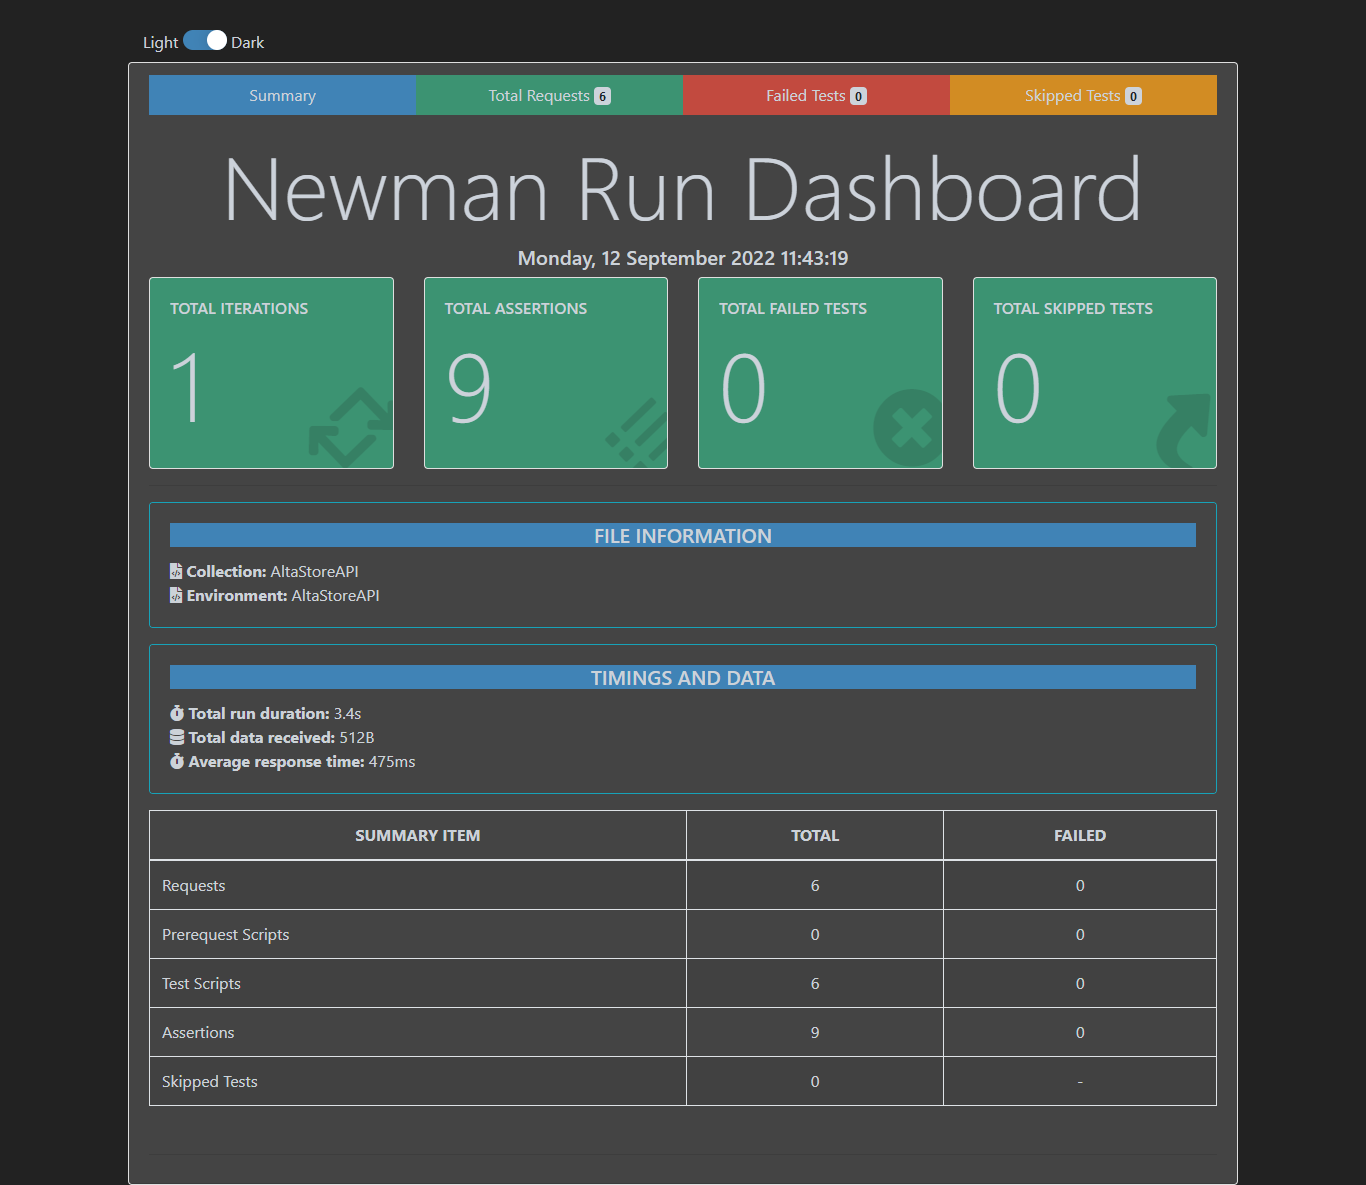 Light Dark
Summary Total Requests 6 Failed Tests 0 Skipped Tests 0
Newman Run Dashboard
Monday, 12 September 2022 11:43:19
TOTAL ITERATIONS TOTAL ASSERTIONS TOTAL FAILED TESTS TOTAL SKIPPED TESTS
1 9 0 0
FILE INFORMATION
Collection: AltaStoreAPI
Environment: AltaStoreAPI
TIMINGS AND DATA
Total run duration: 3.4s
Total data received: 512B
Average response time: 475ms
SUMMARY ITEM TOTAL FAILED
Requests 6 0
Prerequest Scripts 0 0
Test Scripts 6 0
Assertions 9 0
Skipped Tests 0 -